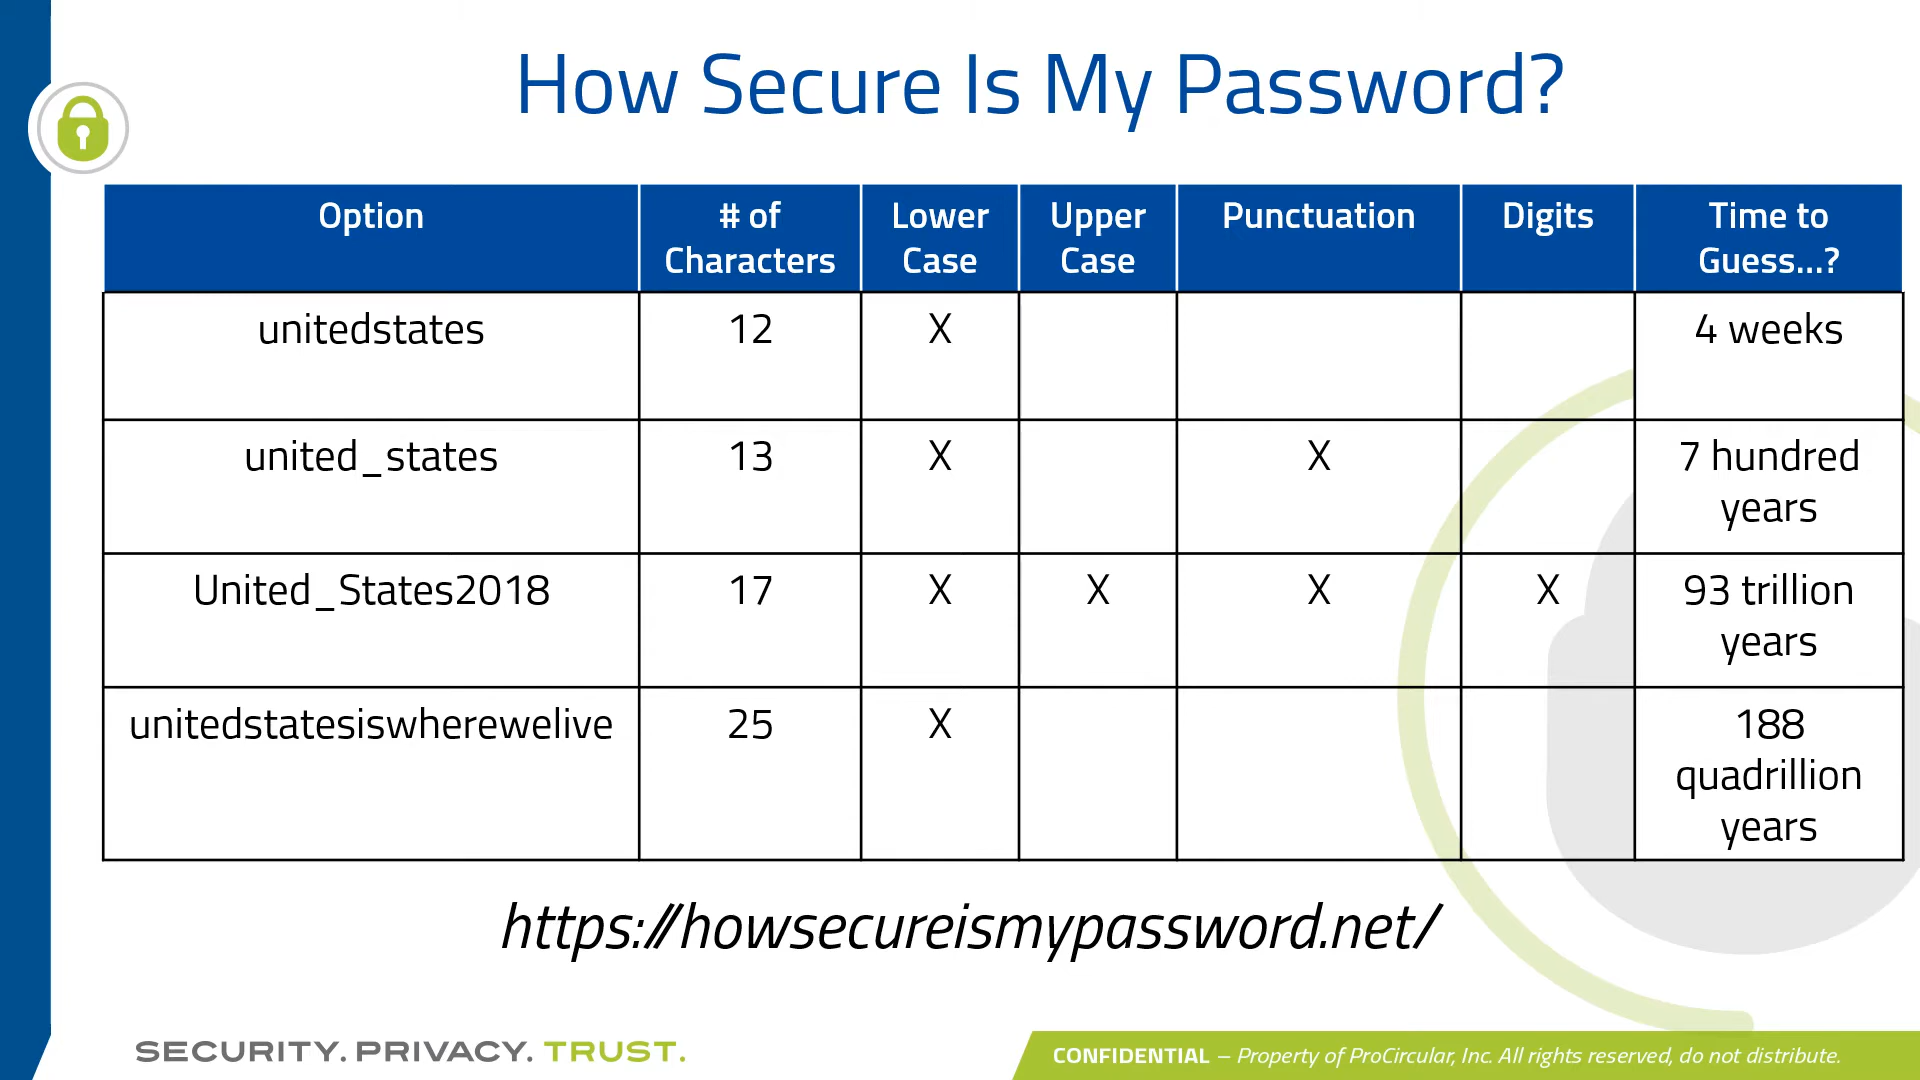 How Secure Is My Password?
Option
# of
Characters
Lower
Case
Upper
Case
Punctuation
Digits
Time to
Guess...?
unitedstates
12
X
4 weeks
united_states
13
X
X
7 hundred
years
United_States2018
17
X
X
X
X
93 trillion
years
unitedstatesiswherewelive
25
X
188
quadrillion
years
https://howsecureismypassword.net/
SECURITY. PRIVACY. TRUST.
CONFIDENTIAL – Property of ProCircular, Inc. All rights reserved, do not distribute.